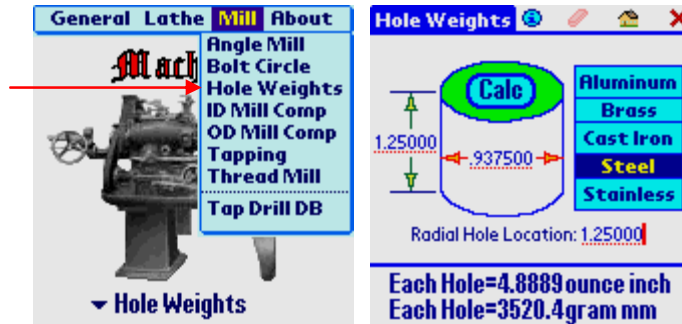 General Lathe Mill About
Mach
Angle Mill
Bolt Circle
Hole Weights
ID Mill Comp
OD Mill Comp
Tapping
Thread Mill
Tap Drill DB
Hole Weights
Hole Weights
Calc
Aluminum
Brass
Cast Iron
Steel
Stainless
1.25000
.937500
Radial Hole Location: 1.25000
Each Hole=4.8889 ounce inch
Each Hole=3520.4gram mm